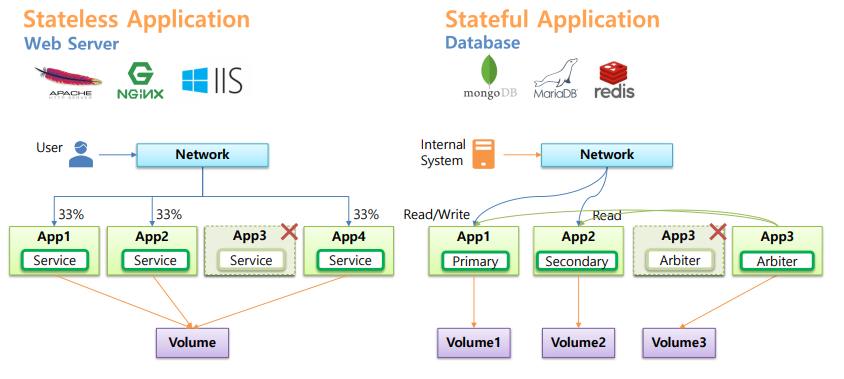 Stateless Application
Web Server
APACHE
HTTP SERVER
NGINX
IIS
User
Network
33%
33%
33%
App1
Service
App2
Service
App3
Service
App4
Service
Volume
Stateful Application
Database
mongoDB
MariaDB
redis
Internal
System
Network
Read/Write
Read
App1
Primary
App2
Secondary
App3
Arbiter
App3
Arbiter
Volume1
Volume2
Volume3